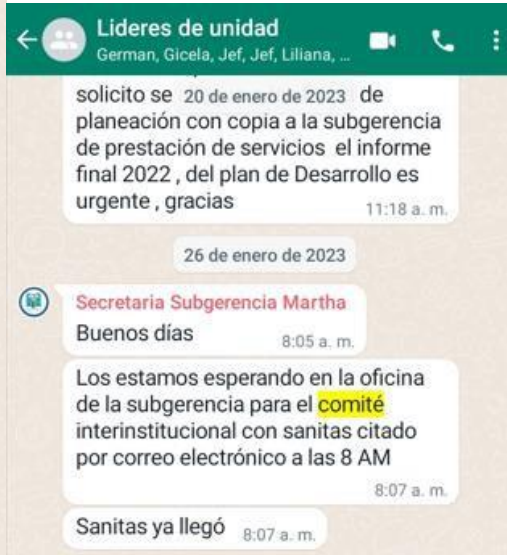 Lideres de unidad
German, Gicela, Jef, Jef, Liliana, ...
solicito se 20 de enero de 2023 de
planeación con copia a la subgerencia
de prestación de servicios el informe
final 2022 , del plan de Desarrollo es
urgente , gracias
11:18 a. m.
26 de enero de 2023
Secretaria Subgerencia Martha
Buenos días
8:05 a. m.
Los estamos esperando en la oficina
de la subgerencia para el comité
interinstitucional con sanitas citado
por correo electrónico a las 8 AM
8:07 a. m.
Sanitas ya llegó 8:07 a. m.